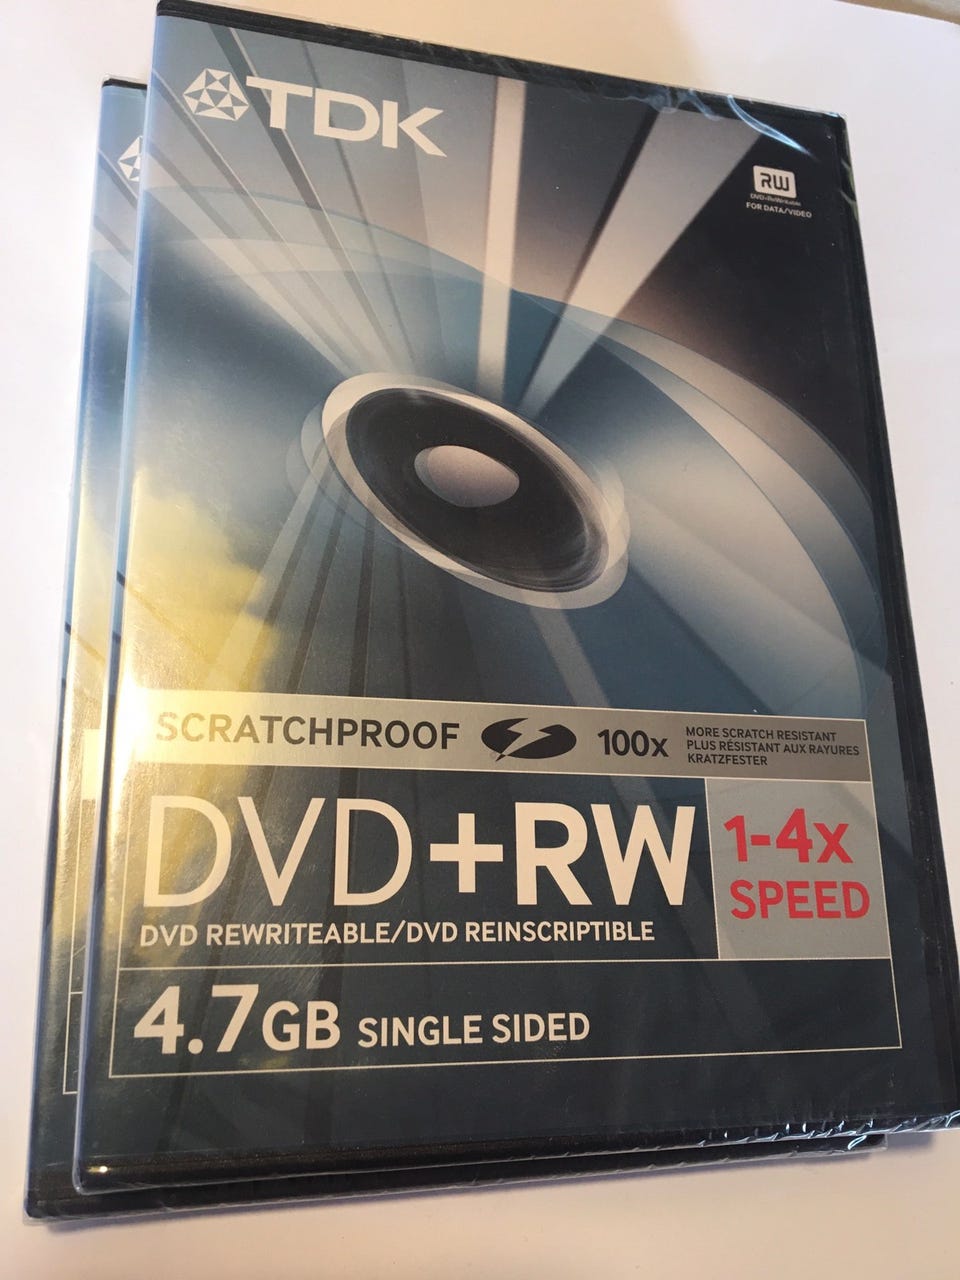 TDK
RW
DVD+ReWritable
FOR DATA/VIDEO
SCRATCHPROOF 100x
MORE SCRATCH RESISTANT
PLUS RÉSISTANT AUX RAYURES
KRATZFESTER
DVD+RW
1-4x
SPEED
DVD REWRITEABLE/DVD REINSCRIPTIBLE
4.7GB SINGLE SIDED